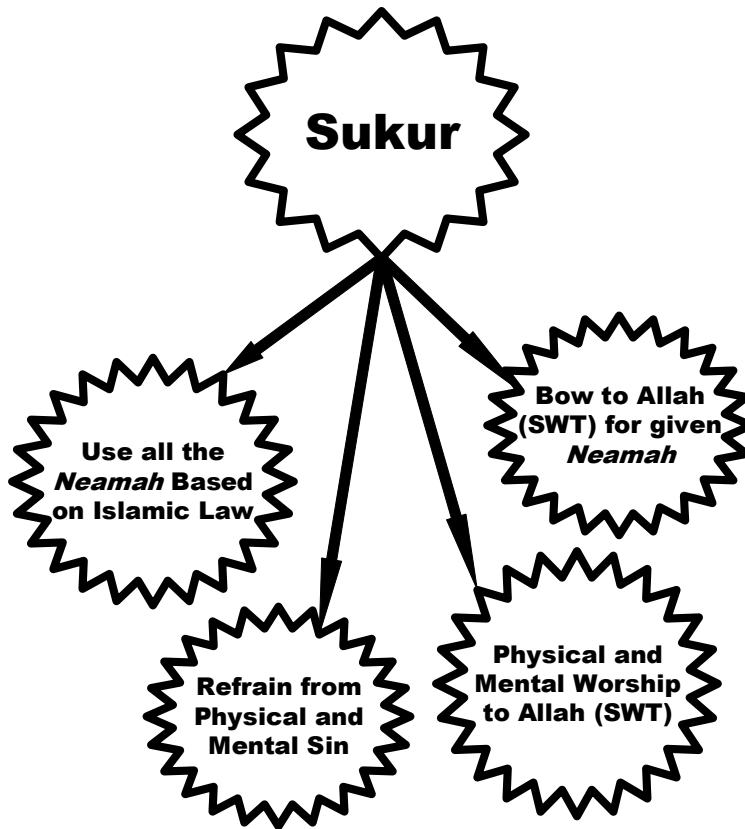 Sukur
Use all the
Neamah Based
on Islamic Law
Refrain from
Physical and
Mental Sin
Physical and
Mental Worship
to Allah (SWT)
Bow to Allah
(SWT) for given
Neamah